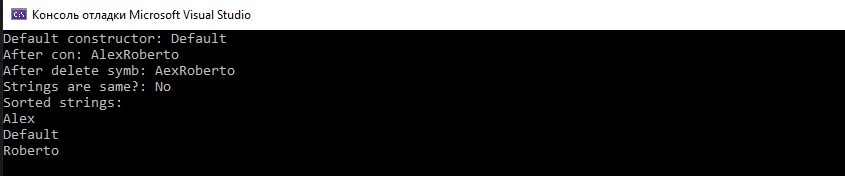 Консоль отладки Microsoft Visual Studio
Default constructor: Default
After con: AlexRoberto
After delete symb: AexRoberto
Strings are same?: No
Sorted strings:
Alex
Default
Roberto